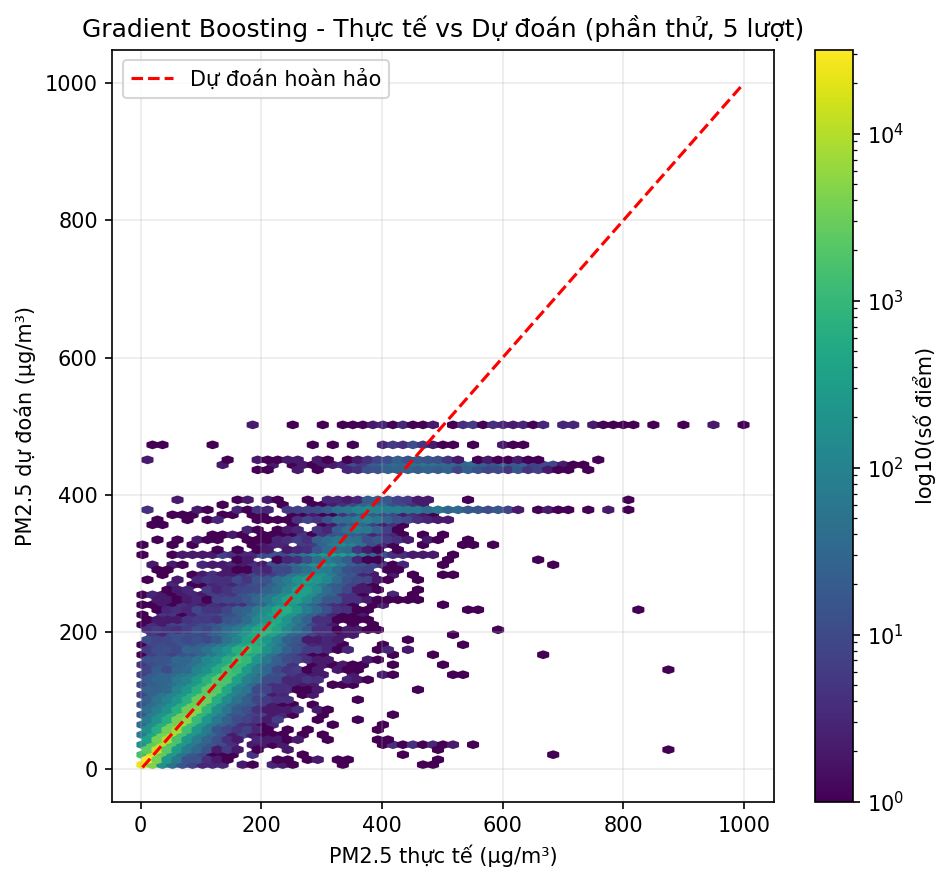 Gradient Boosting - Thực tế vs Dự đoán (phần thử, 5 lượt)
Dự đoán hoàn hảo
1000
800
600
400
200
0
PM2.5 dự đoán (µg/m³)
0 200 400 600 800 1000
PM2.5 thực tế (µg/m³)
10⁴
10³
10²
10¹
10⁰
log10(số điểm)